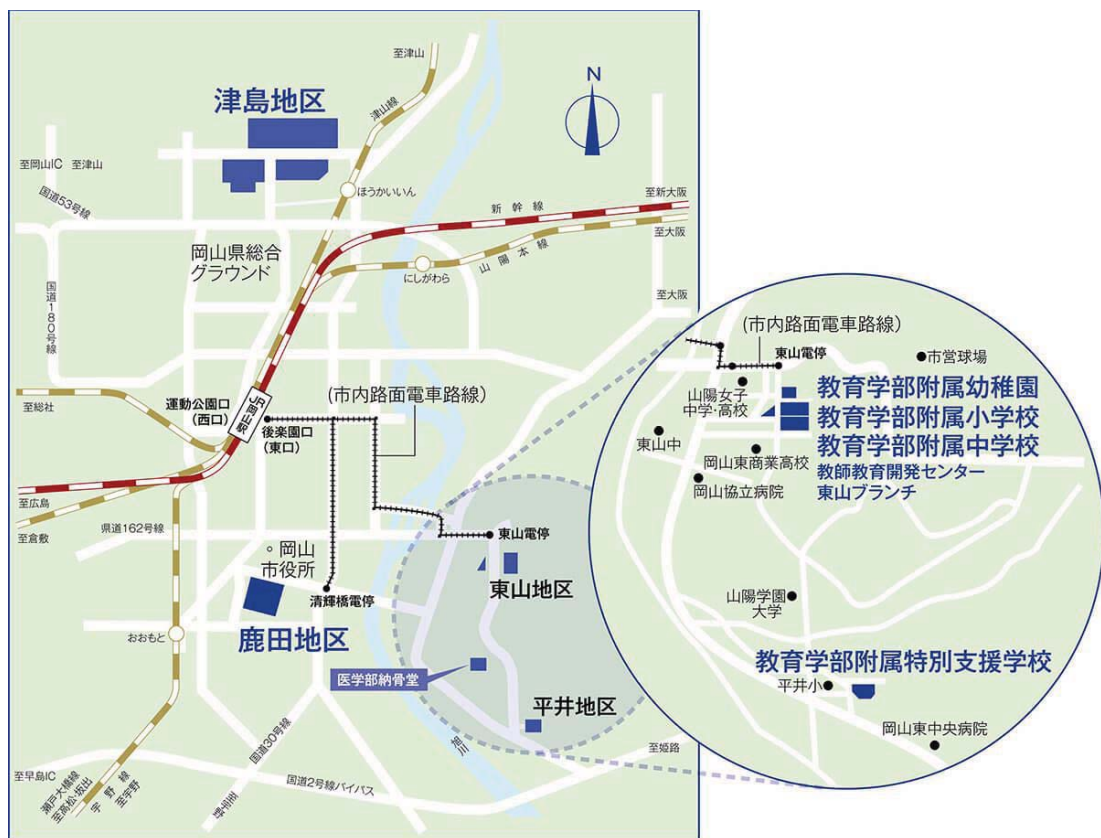 至津山
津島地区
津山線
N
至岡山IC 至津山
国道53号線
ほうかいいん
新幹線
至新大阪
至大阪
山陽本線
にしがわら
岡山県総合
グラウンド
国道180号線
至大阪
至総社
運動公園口
(西口)
JR岡山駅
後楽園口
(東口)
(市内路面電車路線)
至広島
至倉敷
県道162号線
岡山
市役所
東山電停
東山地区
清輝橋電停
鹿田地区
おおもと
医学部納骨堂
平井地区
旭川
至姫路
国道30号線
至早島IC
瀬戸大橋線
至高松・坂出
宇野線
至宇野
至玉野
国道2号線バイパス
(市内路面電車路線)
東山電停
市営球場
山陽女子
中学・高校
教育学部附属幼稚園
教育学部附属小学校
教育学部附属中学校
教師教育開発センター
東山ブランチ
東山中
岡山東商業高校
岡山協立病院
山陽学園
大学
教育学部附属特別支援学校
平井小
岡山東中央病院